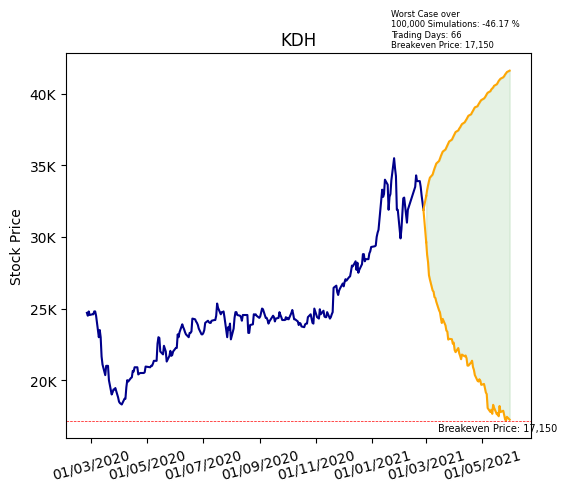 Worst Case over
100,000 Simulations: -46.17 %
Trading Days: 66
Breakeven Price: 17,150
KDH
Stock Price
40K
35K
30K
25K
20K
Breakeven Price: 17,150
01/03/2020
01/05/2020
01/07/2020
01/09/2020
01/11/2020
01/01/2021
01/03/2021
01/05/2021